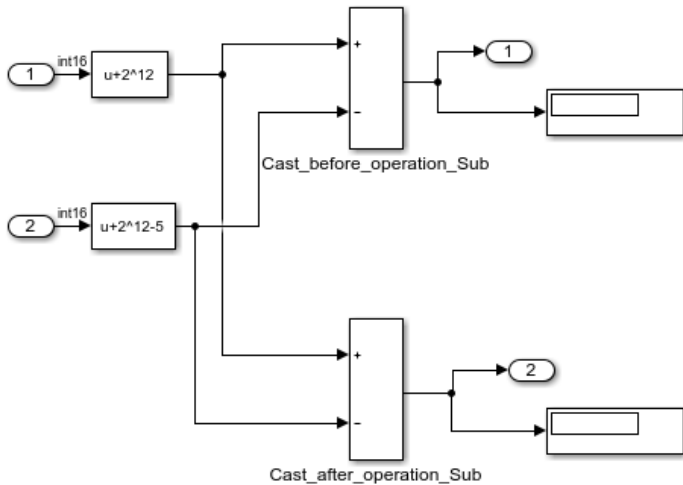 1
int16
u+2^12
+
−
Cast_before_operation_Sub
1
2
int16
u+2^12-5
+
−
Cast_after_operation_Sub
2